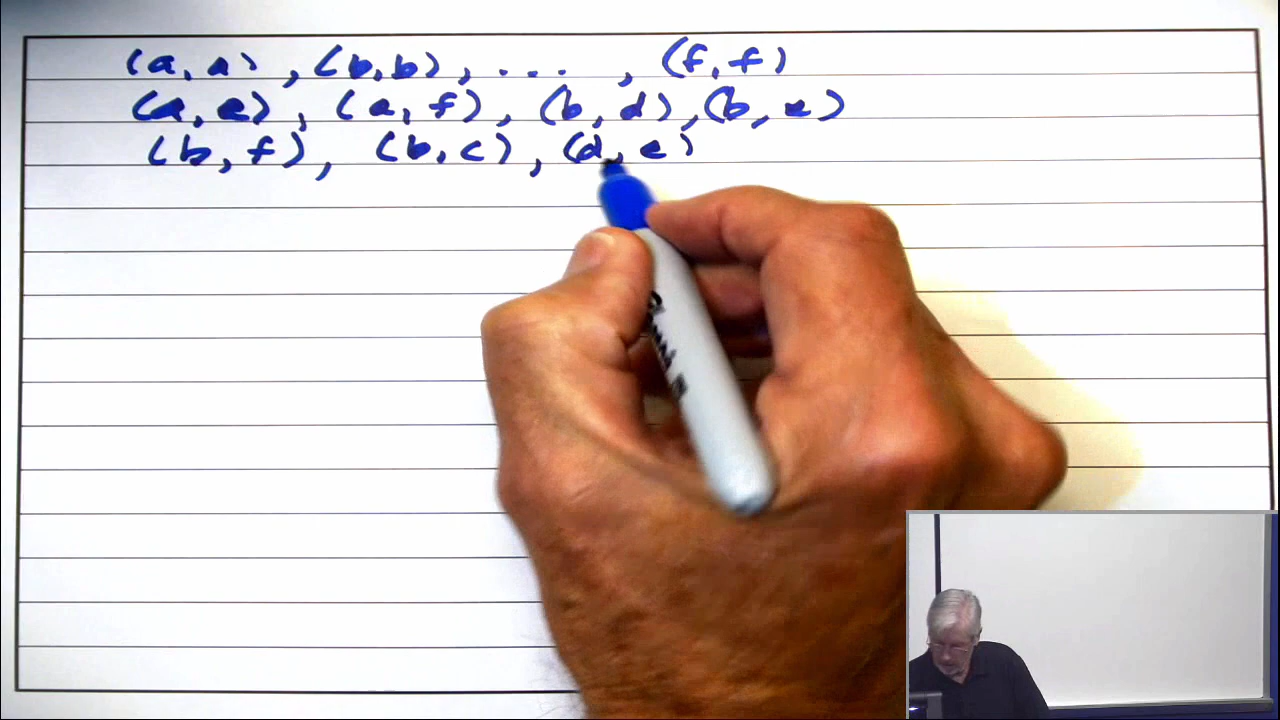 (a, a), (b, b), . . . , (f, f)
(a, e), (a, f), (b, d), (b, e)
(b, f), (b, c), (d, e)